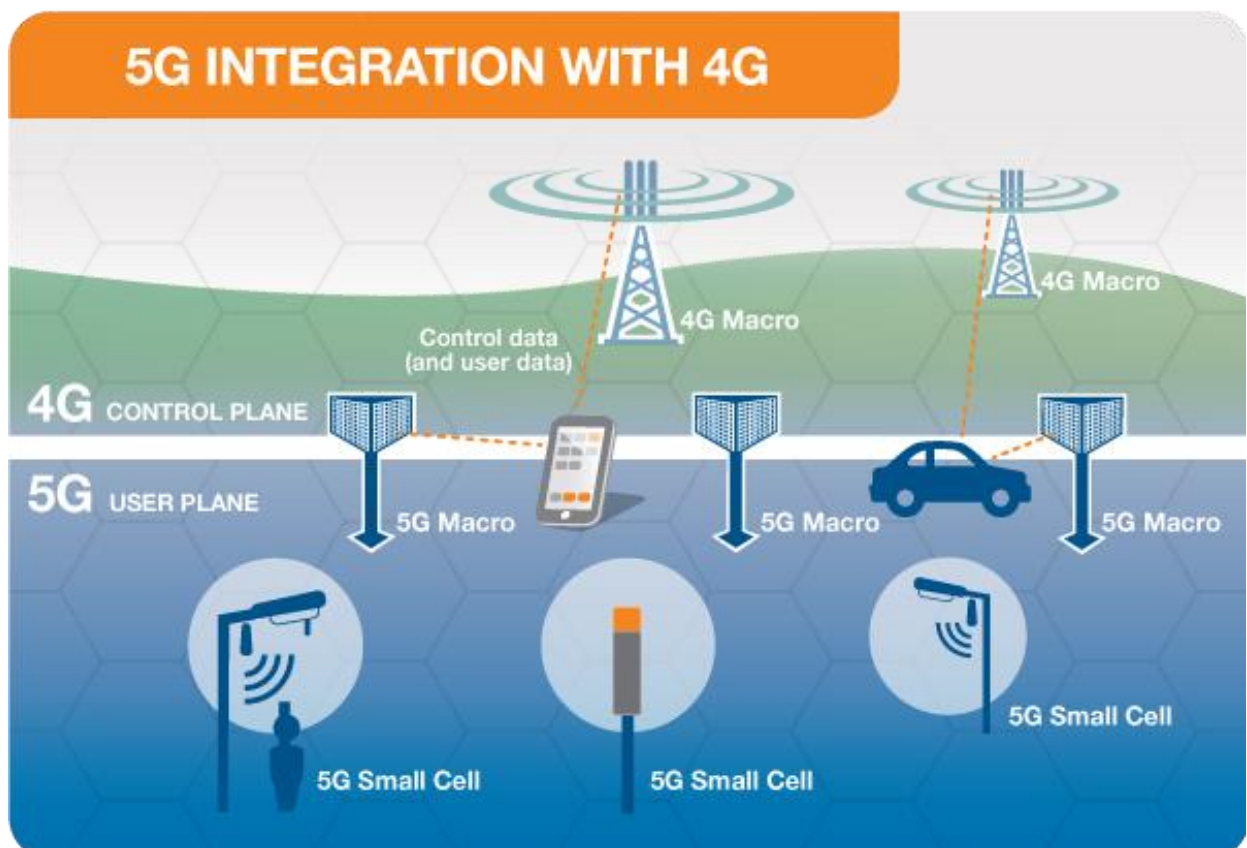 5G INTEGRATION WITH 4G
4G Macro
4G Macro
Control data
(and user data)
4G CONTROL PLANE
5G USER PLANE
5G Macro
5G Macro
5G Macro
5G Small Cell
5G Small Cell
5G Small Cell